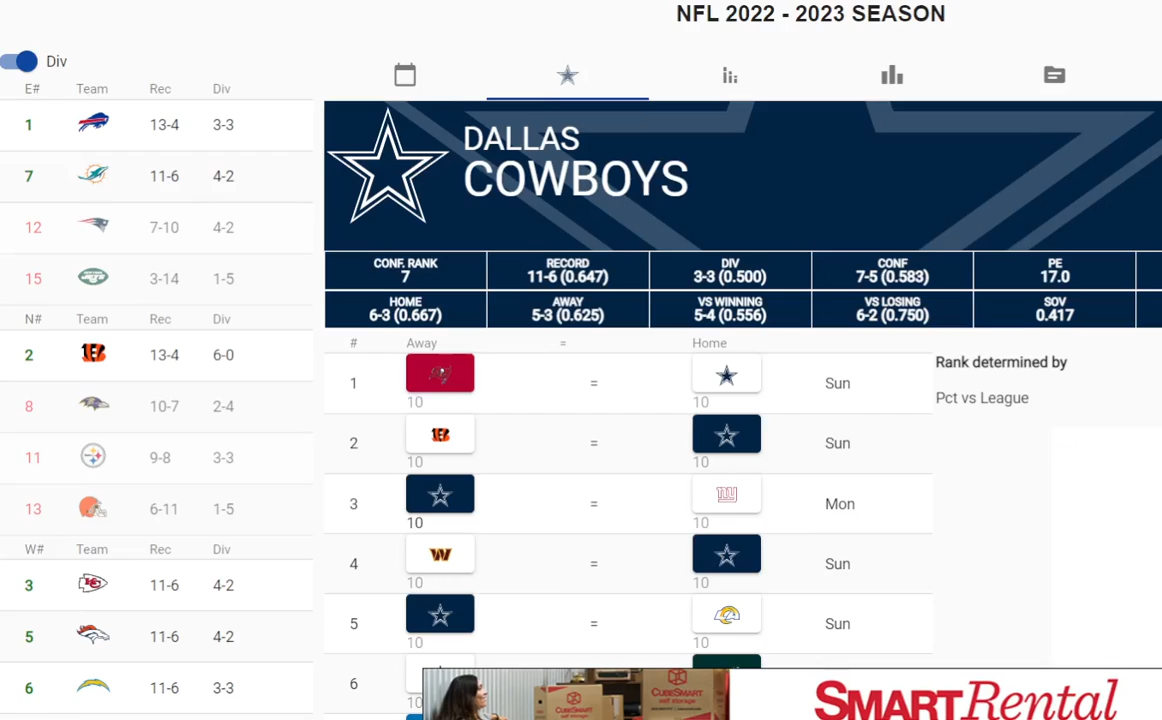 NFL 2022 - 2023 SEASON
Div
E# Team Rec Div
1 13-4 3-3
7 11-6 4-2
12 7-10 4-2
15 3-14 1-5
N# Team Rec Div
2 13-4 6-0
8 10-7 2-4
11 9-8 3-3
13 6-11 1-5
W# Team Rec Div
3 11-6 4-2
5 11-6 4-2
6 11-6 3-3
DALLAS
COWBOYS
CONF. RANK RECORD DIV CONF PE
7 11-6 (0.647) 3-3 (0.500) 7-5 (0.583) 17.0
HOME AWAY VS WINNING VS LOSING SOV
6-3 (0.667) 5-3 (0.625) 5-4 (0.556) 6-2 (0.750) 0.417
# Away = Home
1 = Sun
10 10
2 = Sun
10 10
3 = Mon
10 10
4 = Sun
10 10
5 = Sun
10 10
6
10
Rank determined by
Pct vs League
CUBESMART
self storage
CUBESMART
self storage
SMARTRental